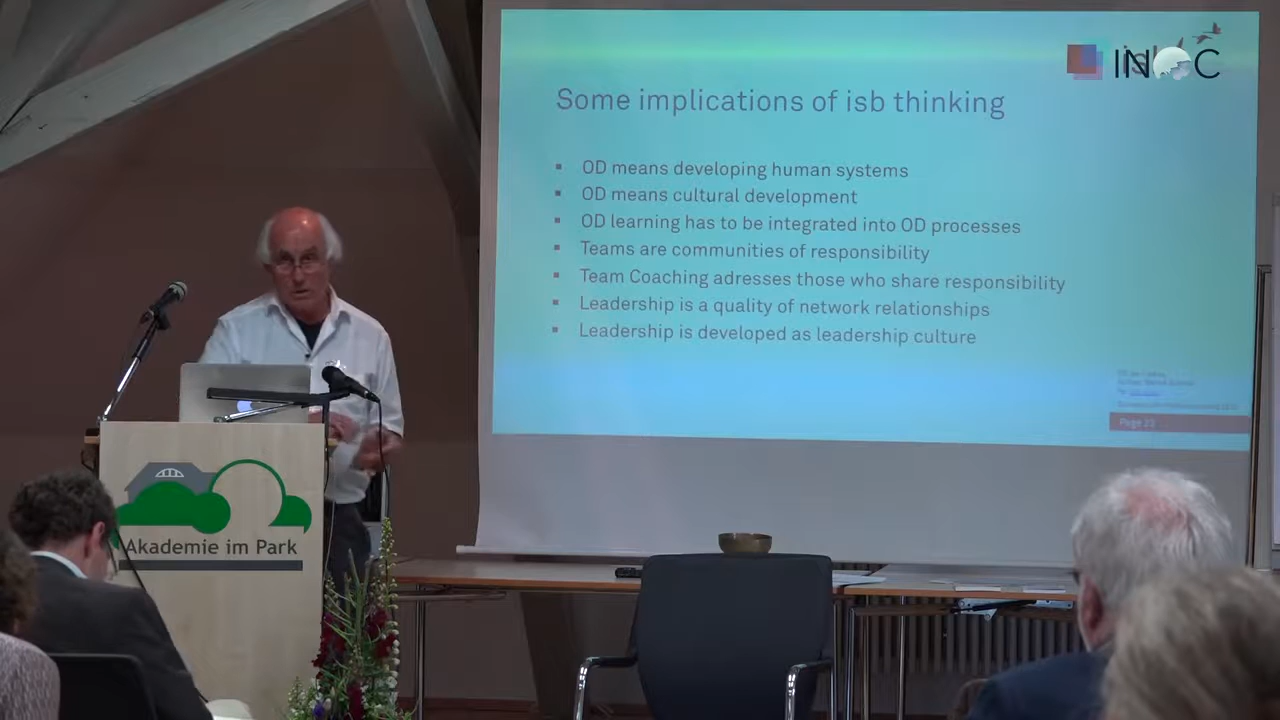 INOC
Some implications of isb thinking
OD means developing human systems
OD means cultural development
OD learning has to be integrated into OD processes
Teams are communities of responsibility
Team Coaching adresses those who share responsibility
Leadership is a quality of network relationships
Leadership is developed as leadership culture
Page 23
Akademie im Park